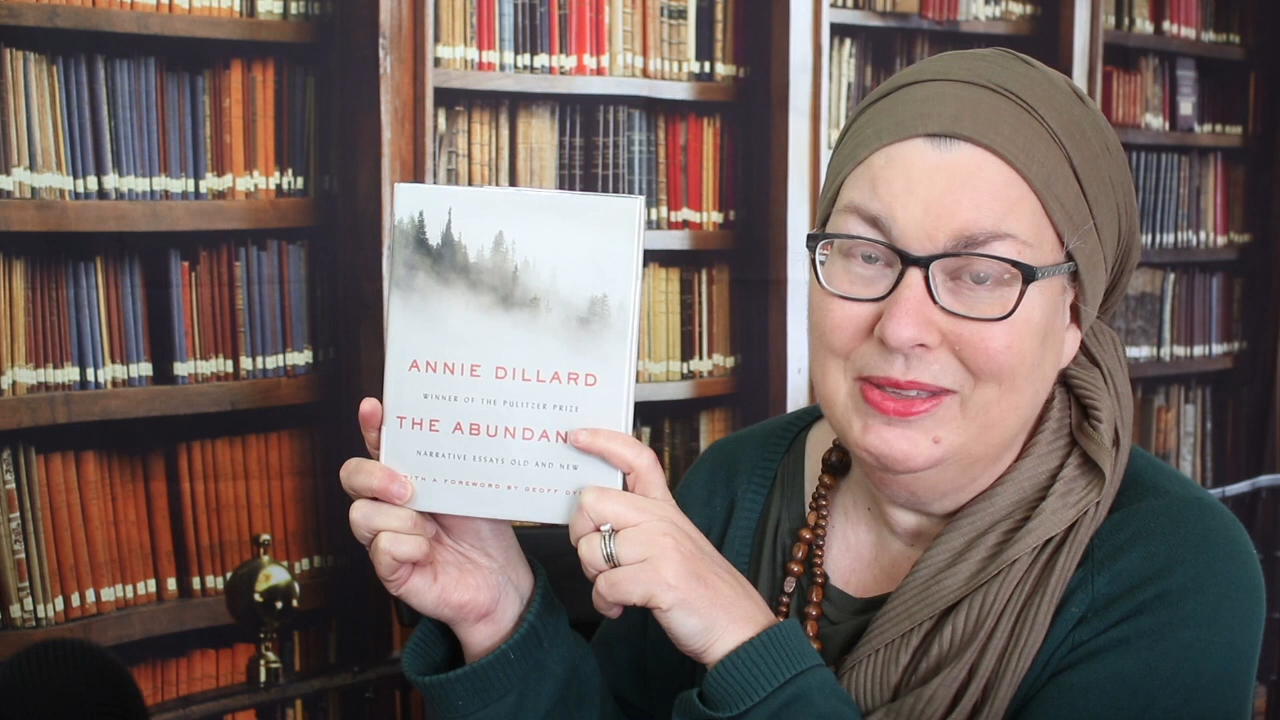 ANNIE DILLARD
WINNER OF THE PULITZER PRIZE
THE ABUNDAN
NARRATIVE ESSAYS OLD AND NEW
WITH A FOREWORD BY GEOFF